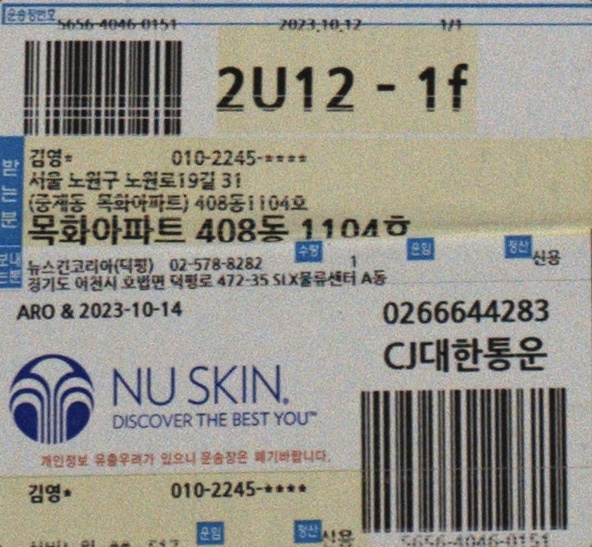 운송장번호 5656-4046-0151 2023.10.12 1/1
2U12 - 1f
받는분
김영* 010-2245-****
서울 노원구 노원로19길 31
(중계동 목화아파트) 408동1104호
목화아파트 408동 1104호
보내는분
뉴스킨코리아(덕평) 02-578-8282 수량 1 운임 정산 신용
경기도 이천시 호법면 덕평로 472-35 SLX물류센터 A동
ARO & 2023-10-14
0266644283
CJ대한통운
NU SKIN.
DISCOVER THE BEST YOU™
개인정보 유출우려가 있으니 운송장은 폐기바랍니다.
김영* 010-2245-****
운임 정산 신용
5656-4046-0151